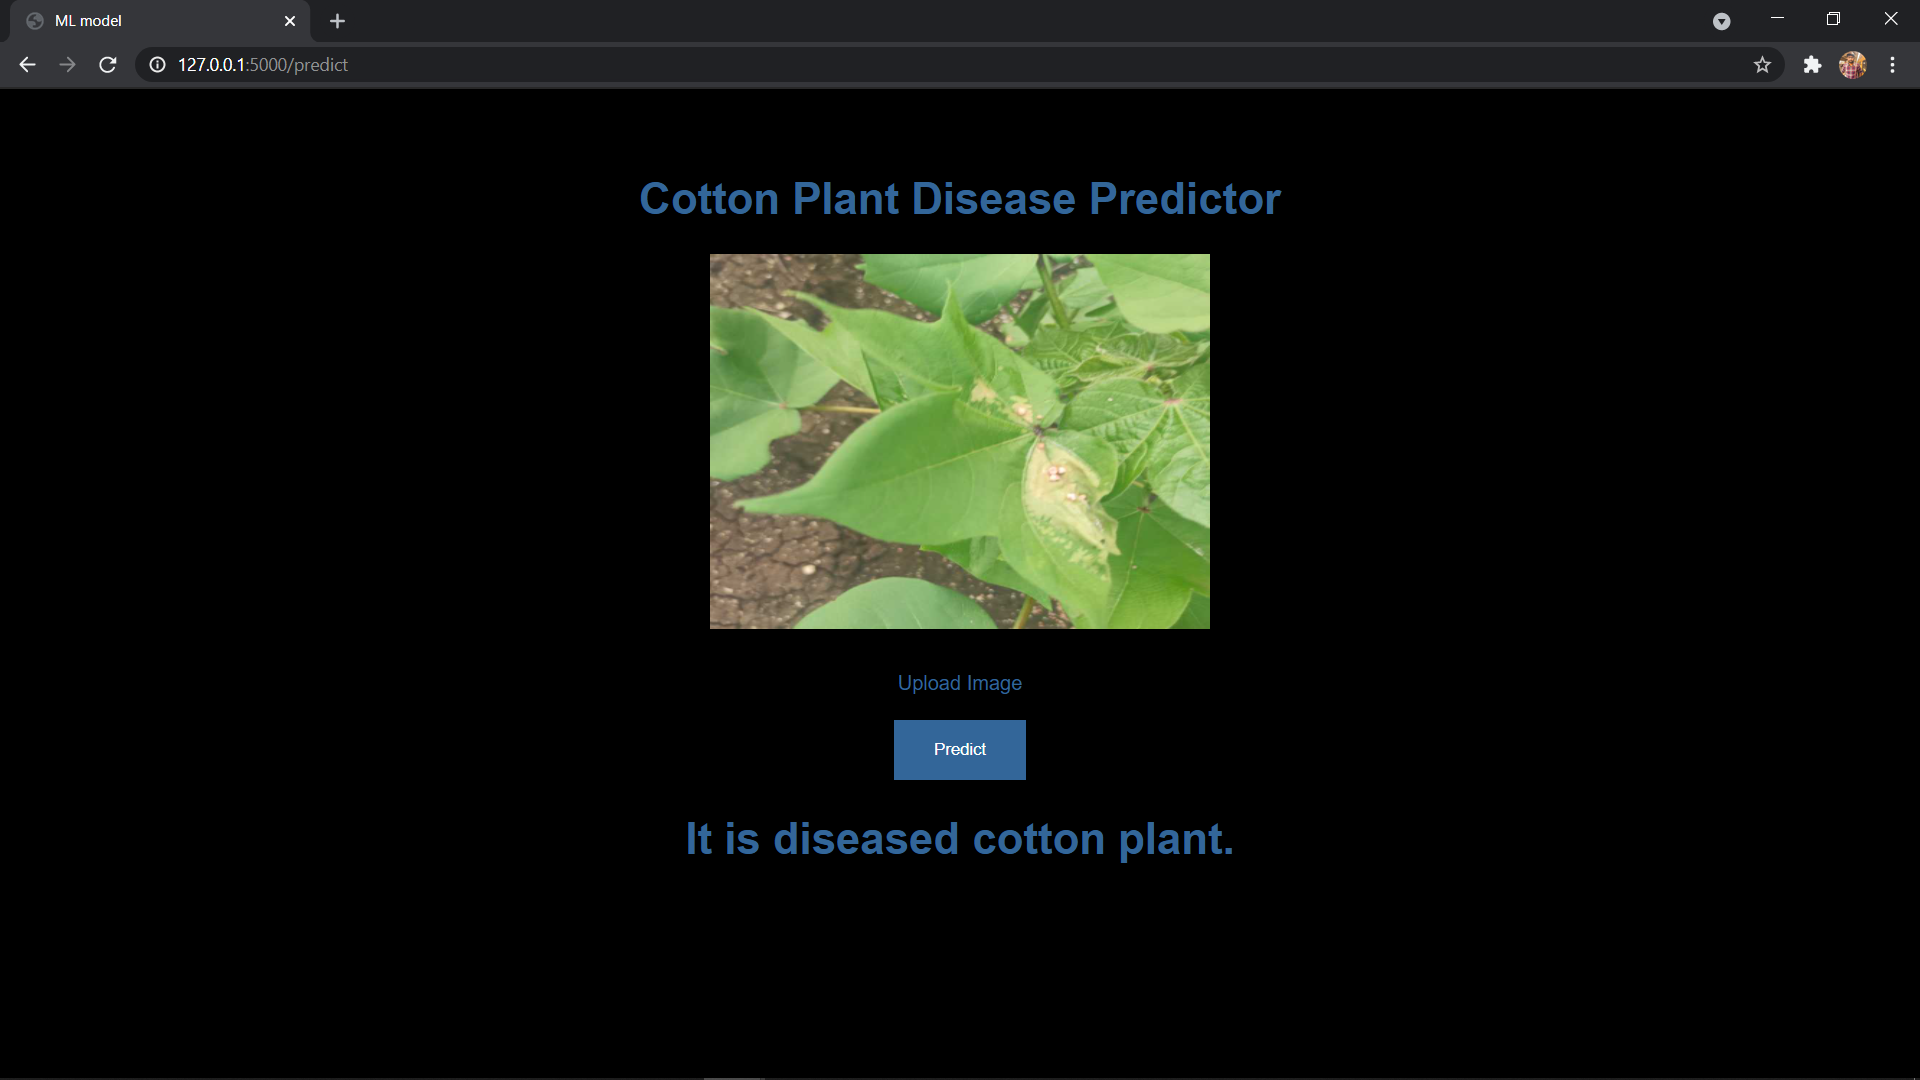 ML model
127.0.0.1:5000/predict
Cotton Plant Disease Predictor
Upload Image
Predict
It is diseased cotton plant.